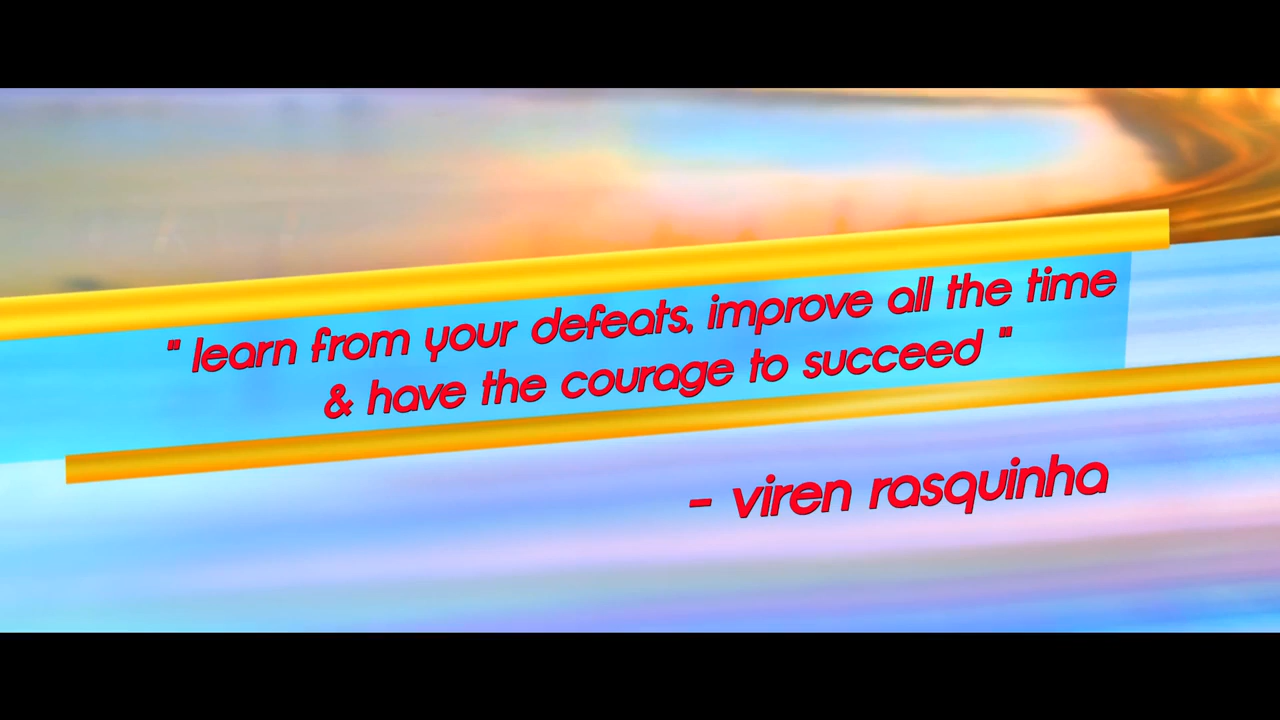 " learn from your defeats, improve all the time
& have the courage to succeed "
- viren rasquinha